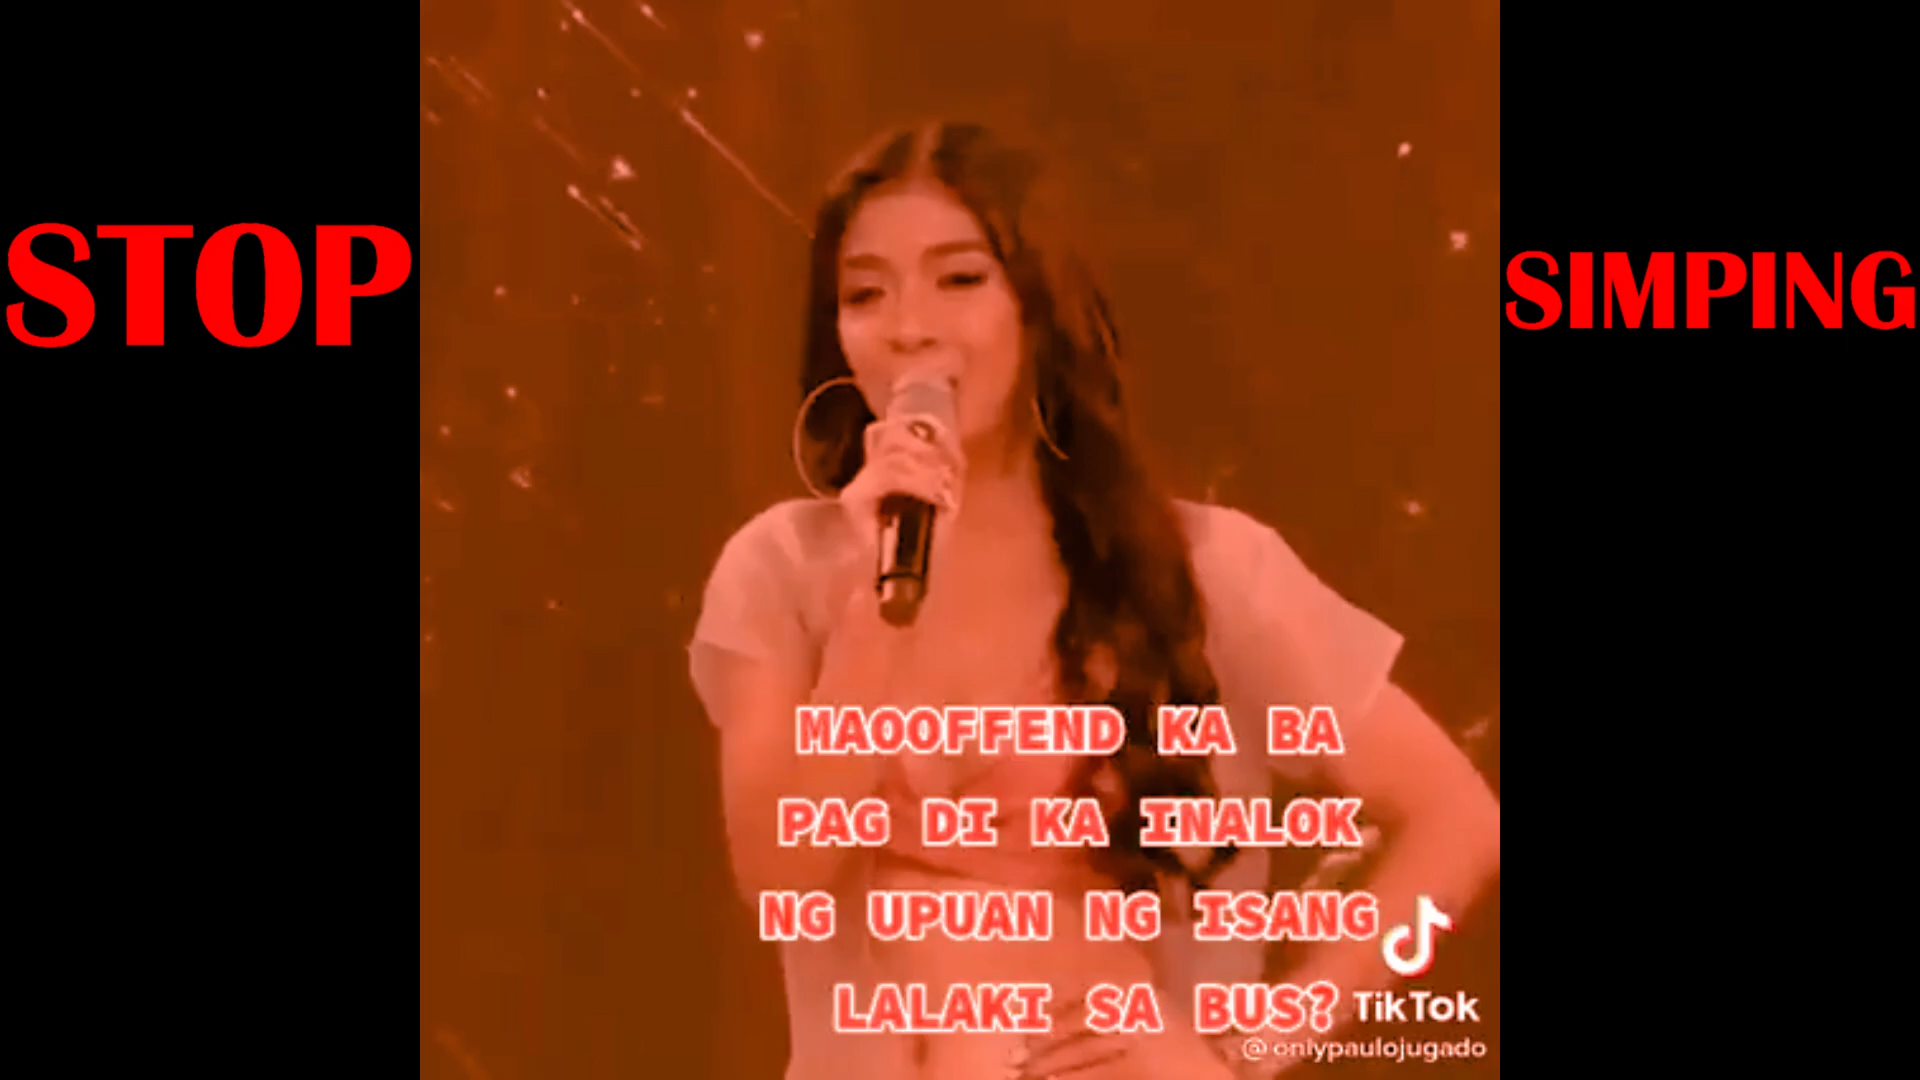 STOP
SIMPING
MAOOFFEND KA BA
PAG DI KA INALOK
NG UPUAN NG ISANG
LALAKI SA BUS?
TikTok
@onlypaulojugado